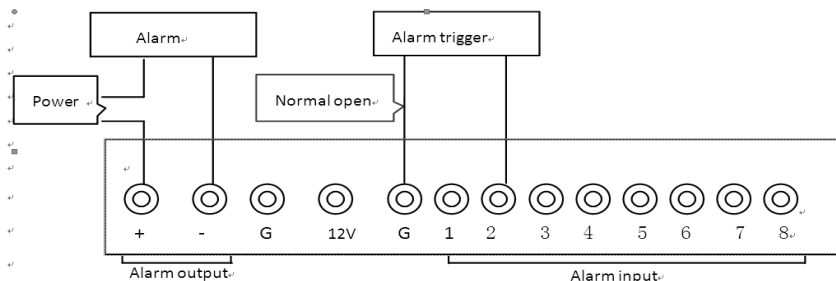 Alarm
Alarm trigger
Power
Normal open
+ - G 12V G 1 2 3 4 5 6 7 8
Alarm output
Alarm input